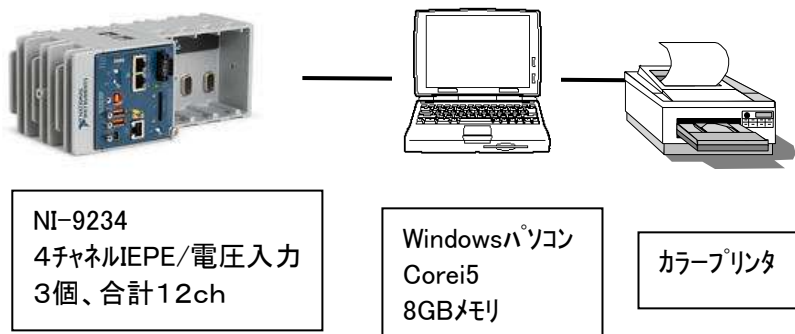 NI-9234
4ﾁｬﾈﾙIEPE/電圧入力
3個、合計12ch
Windowsﾊﾟｿｺﾝ
Corei5
8GBﾒﾓﾘ
ｶﾗｰﾌﾟﾘﾝﾀ